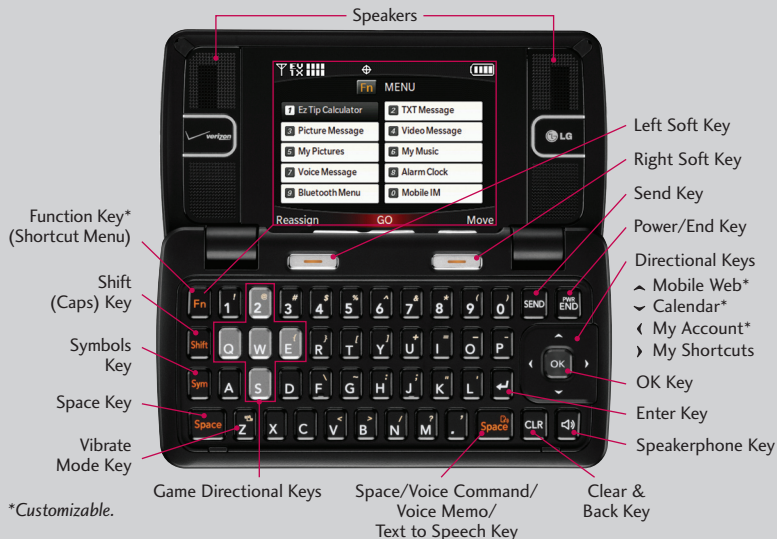 Speakers
EV
1X
Fn MENU
1 Ez Tip Calculator 2 TXT Message
3 Picture Message 4 Video Message
5 My Pictures 6 My Music
7 Voice Message 8 Alarm Clock
9 Bluetooth Menu 0 Mobile IM
Reassign GO Move
verizon
LG
Left Soft Key
Right Soft Key
Send Key
Power/End Key
Directional Keys
Mobile Web*
Calendar*
My Account*
My Shortcuts
OK Key
Enter Key
Speakerphone Key
Function Key*
(Shortcut Menu)
Shift
(Caps) Key
Symbols
Key
Space Key
Vibrate
Mode Key
Fn 1 ! 2 @ 3 # 4 $ 5 % 6 ^ 7 & 8 * 9 ( 0 ) SEND PWR END
Shift Q W E R T Y U I O P
Sym A S D F G H J K L OK
Space Z X C V B N M . ' Space CLR
Game Directional Keys
Space/Voice Command/
Voice Memo/
Text to Speech Key
Clear &
Back Key
*Customizable.